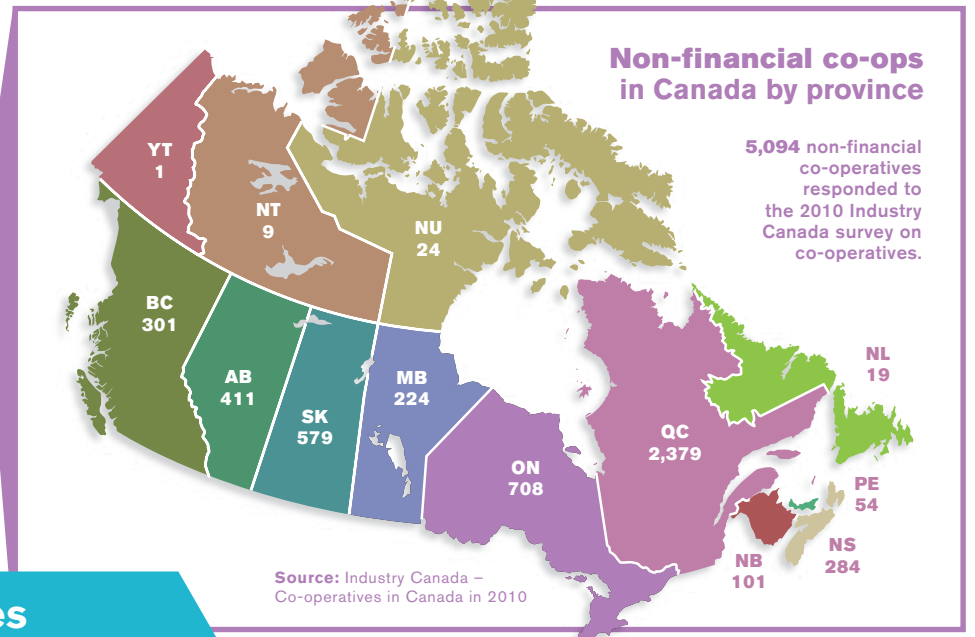 Non-financial co-ops
in Canada by province
5,094 non-financial
co-operatives
responded to
the 2010 Industry
Canada survey on
co-operatives.
YT
1
NT
9
NU
24
BC
301
AB
411
SK
579
MB
224
ON
708
QC
2,379
NL
19
PE
54
NS
284
NB
101
Source: Industry Canada –
Co-operatives in Canada in 2010
es